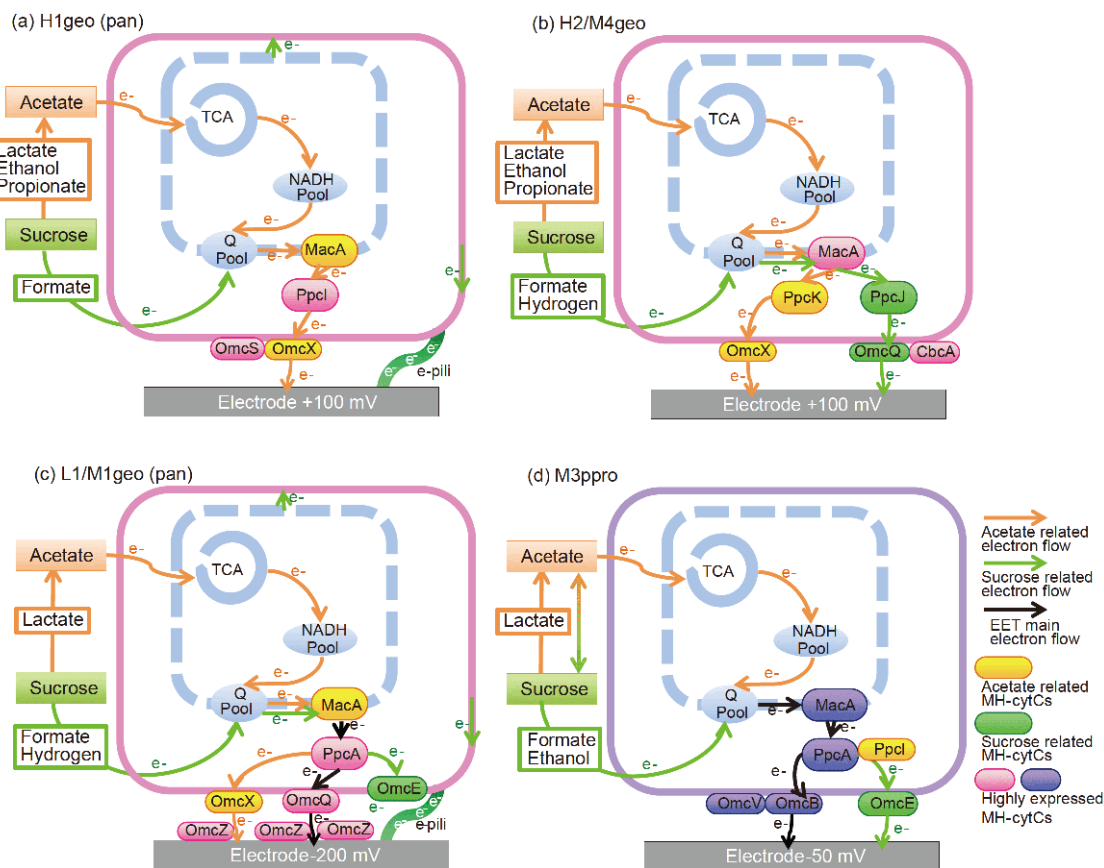 (a) H1geo (pan)
e-
Acetate
e-
TCA
e-
Lactate
Ethanol
Propionate
NADH
Pool
e-
Sucrose
Q
Pool
e-
MacA
e-
e-
Formate
PpcI
e-
e-
OmcS
OmcX
e-
e-
e-
e-pili
e-
Electrode +100 mV
(b) H2/M4geo
Acetate
e-
TCA
e-
Lactate
Ethanol
Propionate
NADH
Pool
e-
Sucrose
Q
Pool
e-
e-
MacA
e-
e-
Formate
Hydrogen
PpcK
PpcJ
e-
e-
e-
OmcX
OmcQ
CbcA
e-
e-
Electrode +100 mV
(c) L1/M1geo (pan)
e-
Acetate
e-
TCA
e-
Lactate
NADH
Pool
e-
Sucrose
Q
Pool
e-
e-
MacA
e-
e-
Formate
Hydrogen
PpcA
e-
e-
e-
e-
OmcE
OmcX
OmcQ
e-
e-
e-
e-
OmcZ
e-
OmcZ
e-
OmcZ
e-pili
Electrode-200 mV
(d) M3ppro
Acetate
e-
TCA
e-
Lactate
NADH
Pool
e-
Sucrose
Q
Pool
e-
MacA
e-
Formate
Ethanol
PpcA
PpcI
e-
e-
e-
OmcV
OmcB
OmcE
e-
e-
Electrode-50 mV
Acetate related
electron flow
Sucrose related
electron flow
EET main
electron flow
Acetate related
MH-cytCs
Sucrose related
MH-cytCs
Highly expressed
MH-cytCs